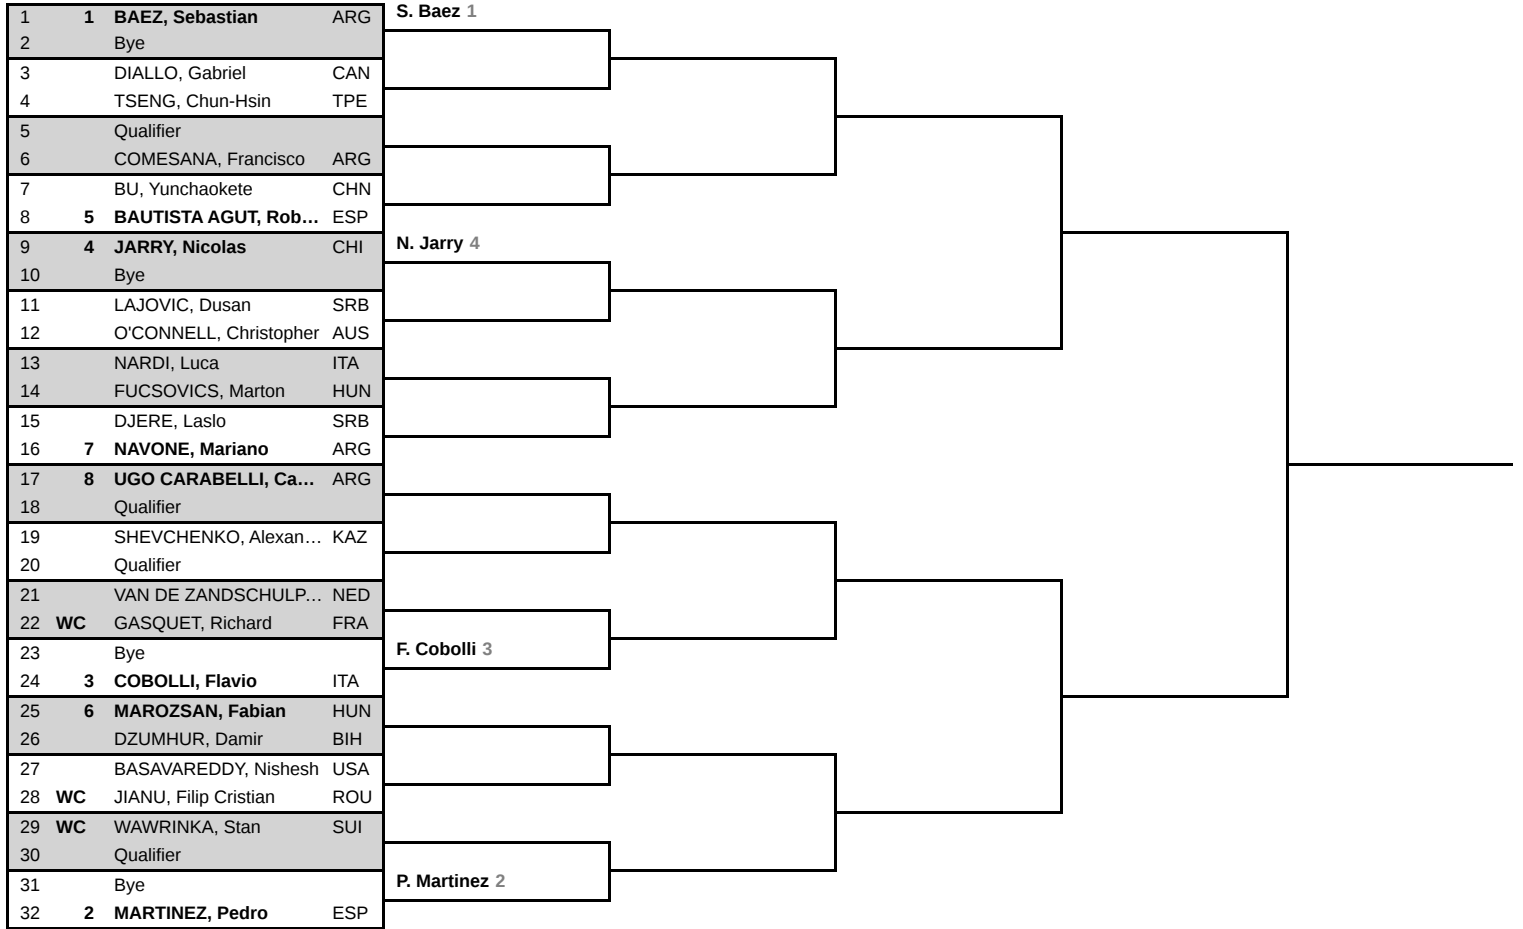 1 1 BAEZ, Sebastian ARG S. Baez 1
2 Bye
3 DIALLO, Gabriel CAN
4 TSENG, Chun-Hsin TPE
5 Qualifier
6 COMESANA, Francisco ARG
7 BU, Yunchaokete CHN
8 5 BAUTISTA AGUT, Rob... ESP
9 4 JARRY, Nicolas CHI N. Jarry 4
10 Bye
11 LAJOVIC, Dusan SRB
12 O'CONNELL, Christopher AUS
13 NARDI, Luca ITA
14 FUCSOVICS, Marton HUN
15 DJERE, Laslo SRB
16 7 NAVONE, Mariano ARG
17 8 UGO CARABELLI, Ca... ARG
18 Qualifier
19 SHEVCHENKO, Alexan... KAZ
20 Qualifier
21 VAN DE ZANDSCHULP... NED
22 WC GASQUET, Richard FRA
23 Bye F. Cobolli 3
24 3 COBOLLI, Flavio ITA
25 6 MAROZSAN, Fabian HUN
26 DZUMHUR, Damir BIH
27 BASAVAREDDY, Nishesh USA
28 WC JIANU, Filip Cristian ROU
29 WC WAWRINKA, Stan SUI
30 Qualifier
31 Bye P. Martinez 2
32 2 MARTINEZ, Pedro ESP